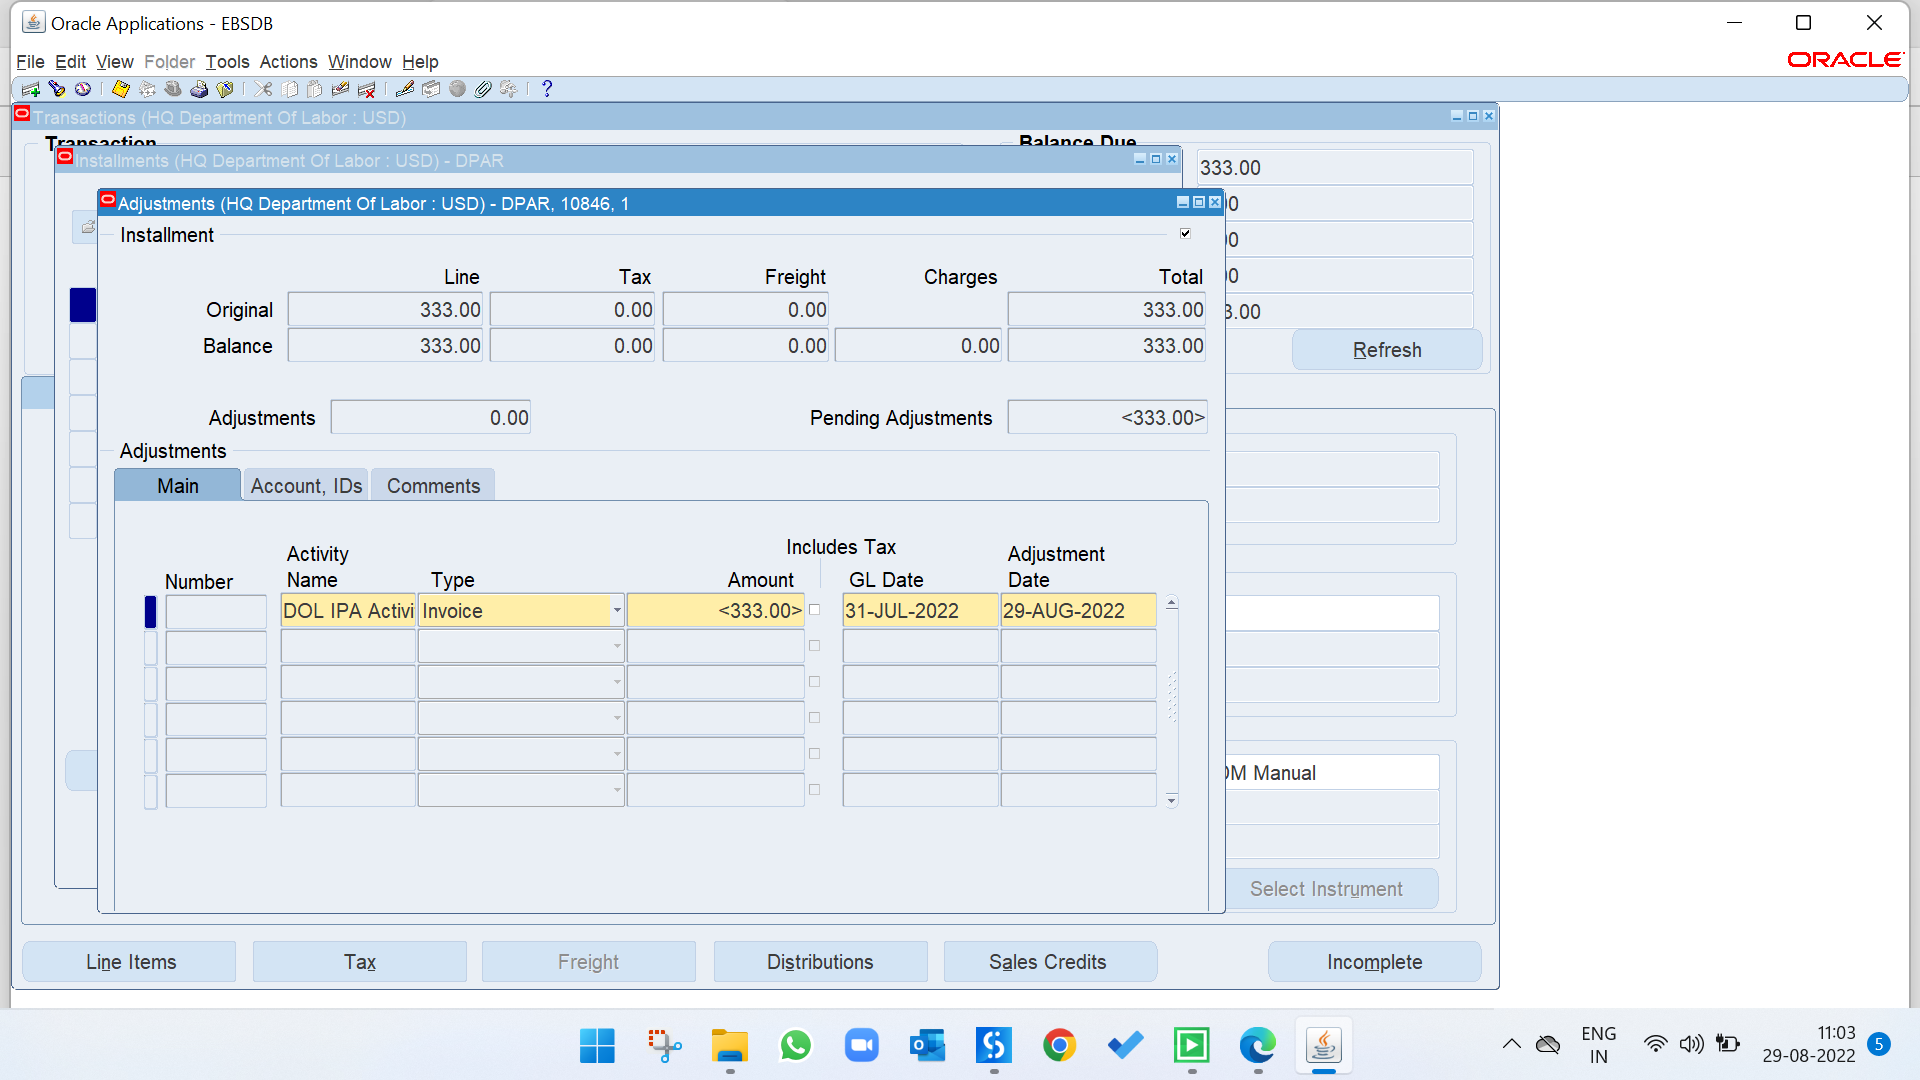 Oracle Applications - EBSDB
File Edit View Folder Tools Actions Window Help
ORACLE
Transactions (HQ Department Of Labor : USD)
Transaction
Balance Due
Installments (HQ Department Of Labor : USD) - DPAR
333.00
Adjustments (HQ Department Of Labor : USD) - DPAR, 10846, 1
Installment
Line Tax Freight Charges Total
Original 333.00 0.00 0.00 333.00
Balance 333.00 0.00 0.00 0.00 333.00
Refresh
Adjustments 0.00 Pending Adjustments <333.00>
Adjustments
Main Account, IDs Comments
Includes Tax
Activity Adjustment
Number Name Type Amount GL Date Date
DOL IPA Activi Invoice <333.00> 31-JUL-2022 29-AUG-2022
Manual
Select Instrument
Line Items Tax Freight Distributions Sales Credits Incomplete
ENG
IN
11:03
29-08-2022
5